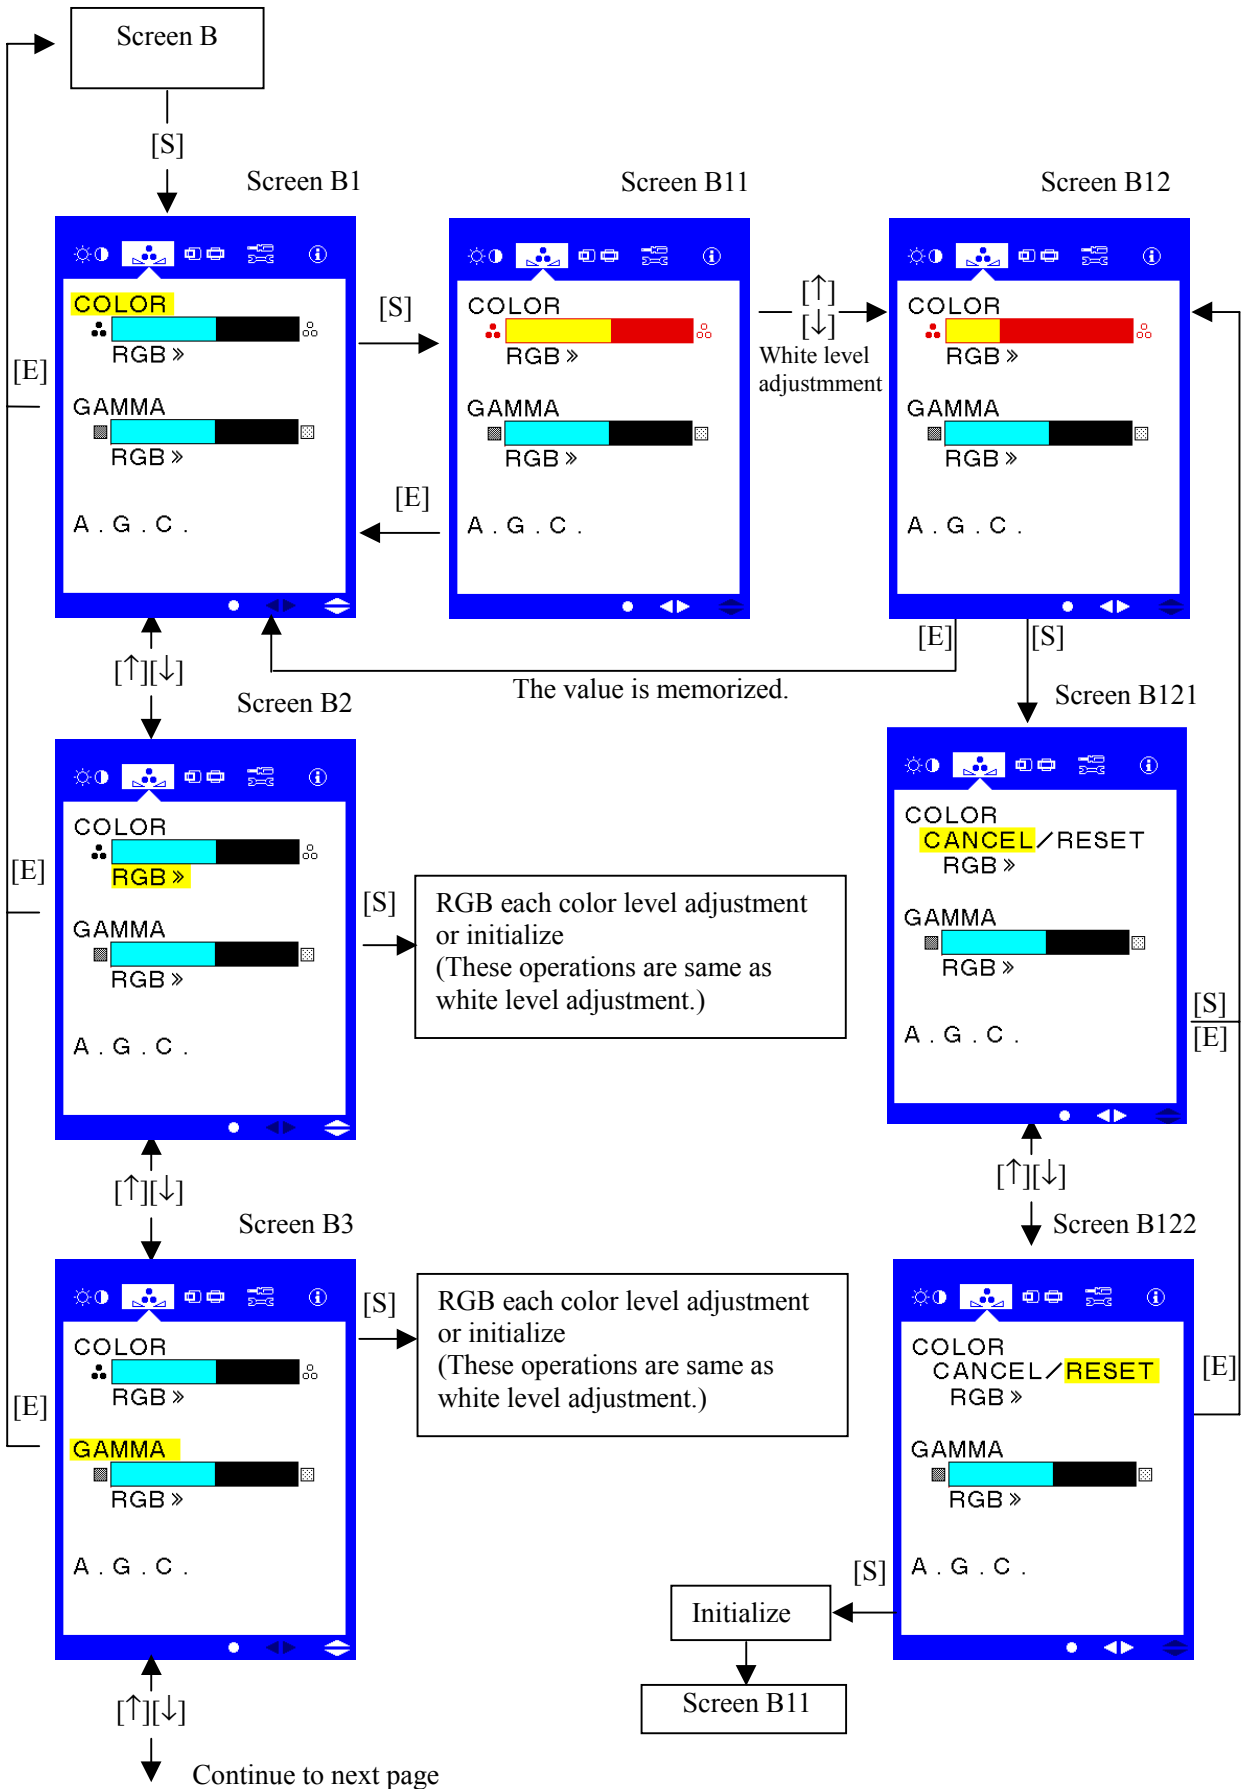 Screen B
[S]
Screen B1
Screen B11
Screen B12
COLOR
RGB »
GAMMA
RGB »
A . G . C .
[S]
[E]
COLOR
RGB »
GAMMA
RGB »
A . G . C .
[↑]
[↓]
White level
adjustmment
COLOR
RGB »
GAMMA
RGB »
A . G . C .
[E]
[E]
[S]
The value is memorized.
[↑][↓]
Screen B2
Screen B121
COLOR
RGB »
GAMMA
RGB »
A . G . C .
[E]
[S]
RGB each color level adjustment
or initialize
(These operations are same as
white level adjustment.)
COLOR
CANCEL/RESET
RGB »
GAMMA
RGB »
A . G . C .
[S]
[E]
[↑][↓]
[↑][↓]
Screen B3
Screen B122
COLOR
RGB »
GAMMA
RGB »
A . G . C .
[E]
[S]
RGB each color level adjustment
or initialize
(These operations are same as
white level adjustment.)
COLOR
CANCEL/RESET
RGB »
GAMMA
RGB »
A . G . C .
[E]
[S]
Initialize
Screen B11
[↑][↓]
Continue to next page